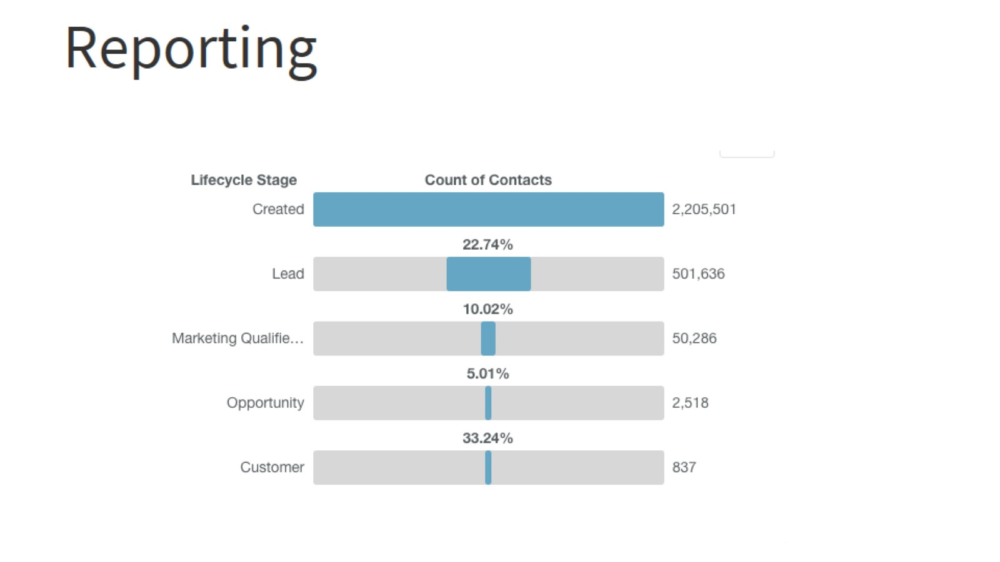 Reporting
Lifecycle Stage Count of Contacts
Created 2,205,501
22.74%
Lead 501,636
10.02%
Marketing Qualifie... 50,286
5.01%
Opportunity 2,518
33.24%
Customer 837